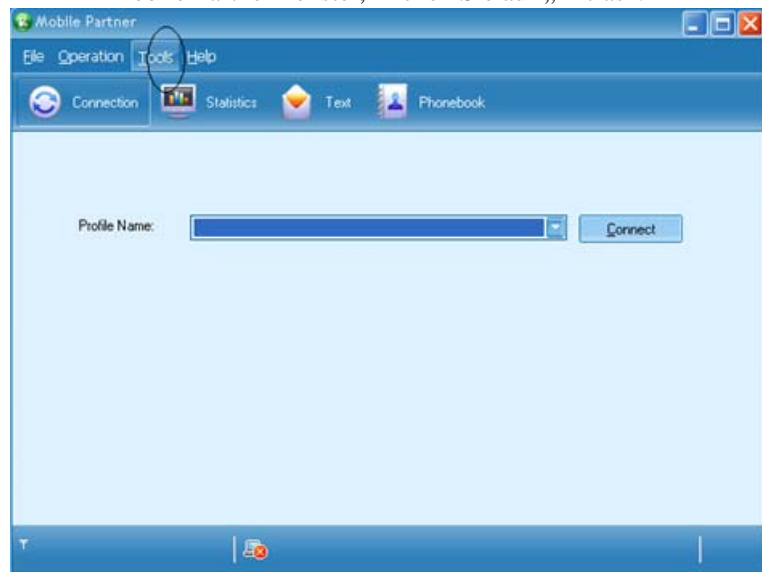 Mobile Partner
File Operation Tools Help
Connection Statistics Text Phonebook
Profile Name: Connect